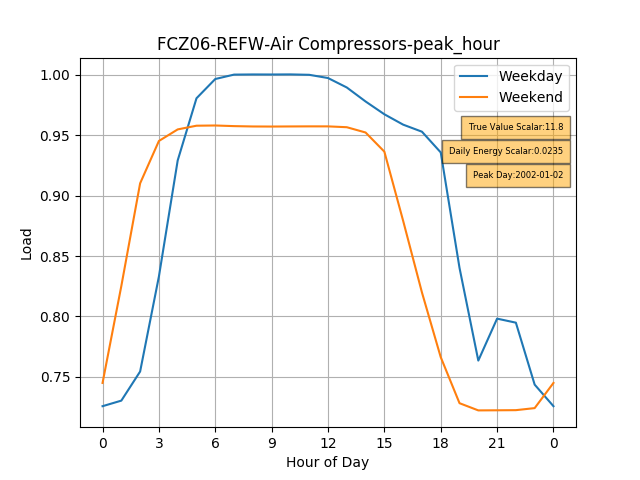 FCZ06-REFW-Air Compressors-peak_hour
Weekday
Weekend
True Value Scalar:11.8
Daily Energy Scalar:0.0235
Peak Day:2002-01-02
Load
1.00
0.95
0.90
0.85
0.80
0.75
0 3 6 9 12 15 18 21 0
Hour of Day